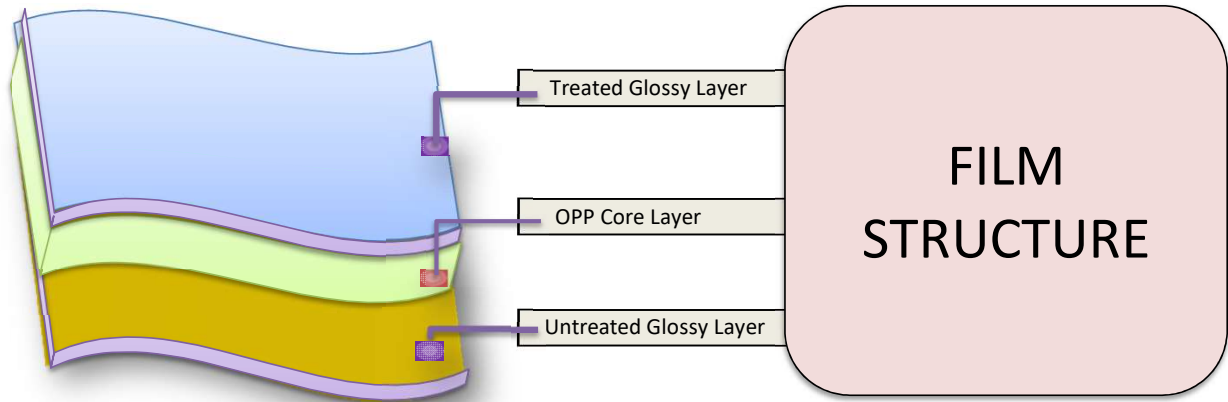 Treated Glossy Layer
OPP Core Layer
Untreated Glossy Layer
FILM
STRUCTURE